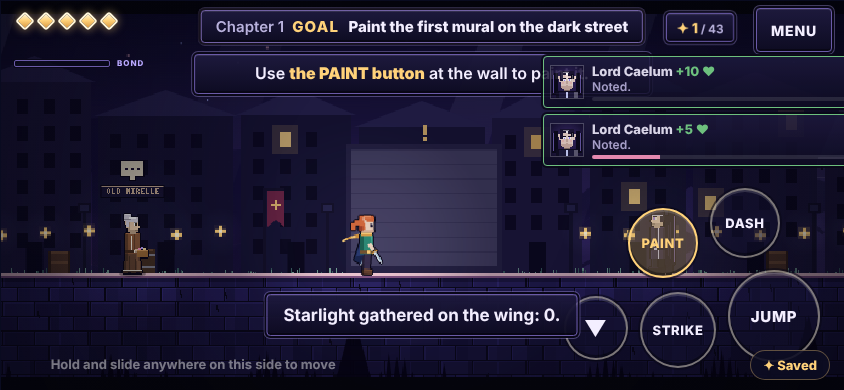 Chapter 1 GOAL Paint the first mural on the dark street
✦ 1 / 43
MENU
BOND
Use the PAINT button at the wall to
Lord Caelum +10 ♥
Noted.
Lord Caelum +5 ♥
Noted.
!
OLD MIRELLE
PAINT
DASH
Starlight gathered on the wing: 0.
STRIKE
JUMP
Hold and slide anywhere on this side to move
✦ Saved